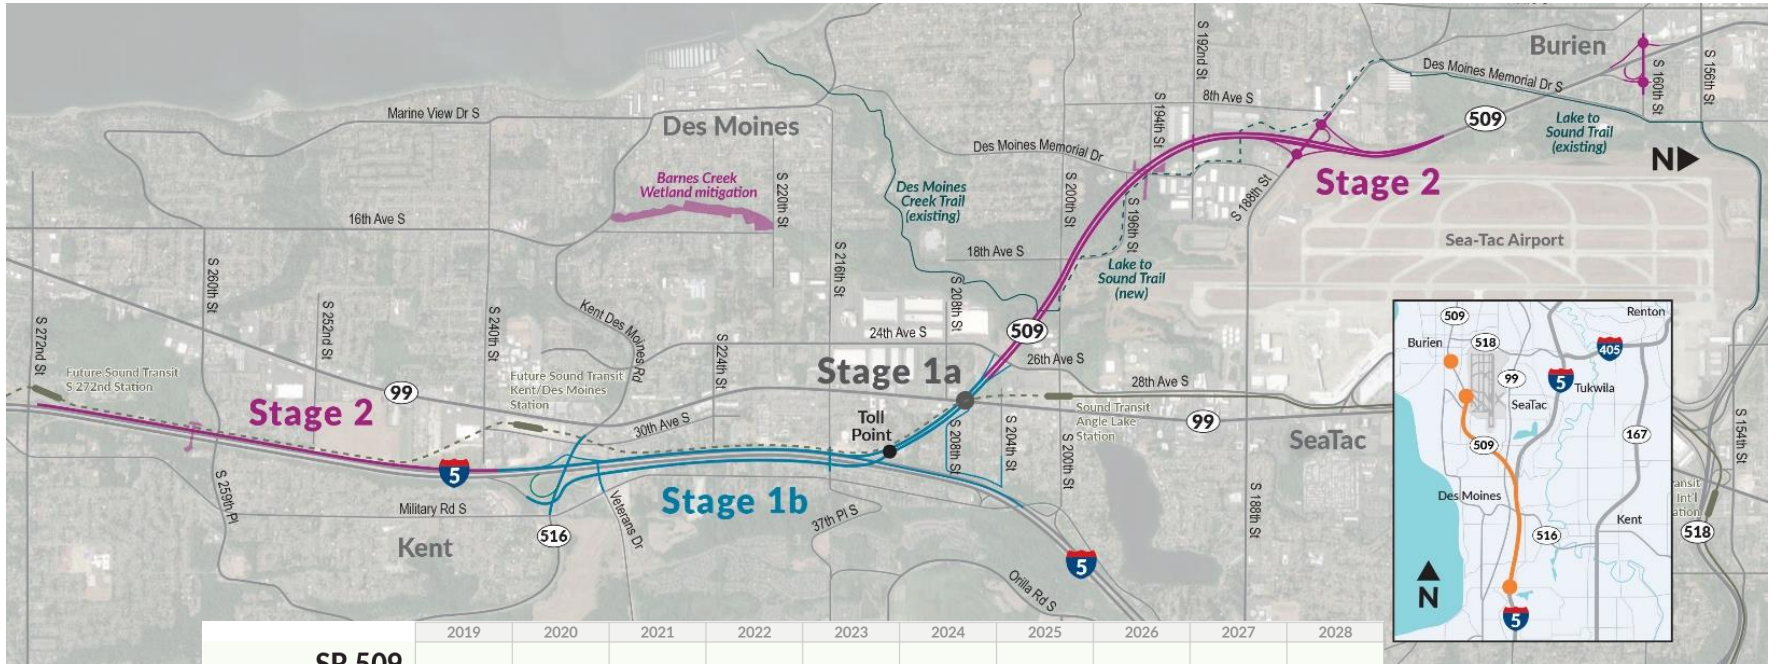 Burien
S 192nd St
S 160th St
S 156th St
Des Moines Memorial Dr S
Marine View Dr S
8th Ave S
S 194th St
509
Lake to
Sound Trail
(existing)
Des Moines
Des Moines Memorial Dr
N
Barnes Creek
Wetland mitigation
S 220th St
Des Moines
Creek Trail
(existing)
S 200th St
S 196th St
S 188th St
Stage 2
16th Ave S
S 216th St
18th Ave S
Sea-Tac Airport
S 260th St
Lake to
Sound Trail
(new)
S 272nd St
S 252nd St
S 240th St
Kent Des Moines Rd
S 208th St
24th Ave S
509
26th Ave S
S 224th St
Future Sound Transit
S 272nd Station
99
Future Sound Transit
Kent/Des Moines
Station
Stage 1a
28th Ave S
Stage 2
30th Ave S
Toll
Point
S 208th St
S 204th St
S 200th St
Sound Transit
Angle Lake
Station
99
SeaTac
S 154th St
5
S 259th Pl
Military Rd S
Veterans Dr
Stage 1b
37th Pl S
S 188th St
Kent
516
5
Orilla Rd S
518
509
Renton
Burien
518
405
99
5
Tukwila
SeaTac
509
167
Des Moines
Kent
516
N
5
2019 2020 2021 2022 2023 2024 2025 2026 2027 2028
SR 509